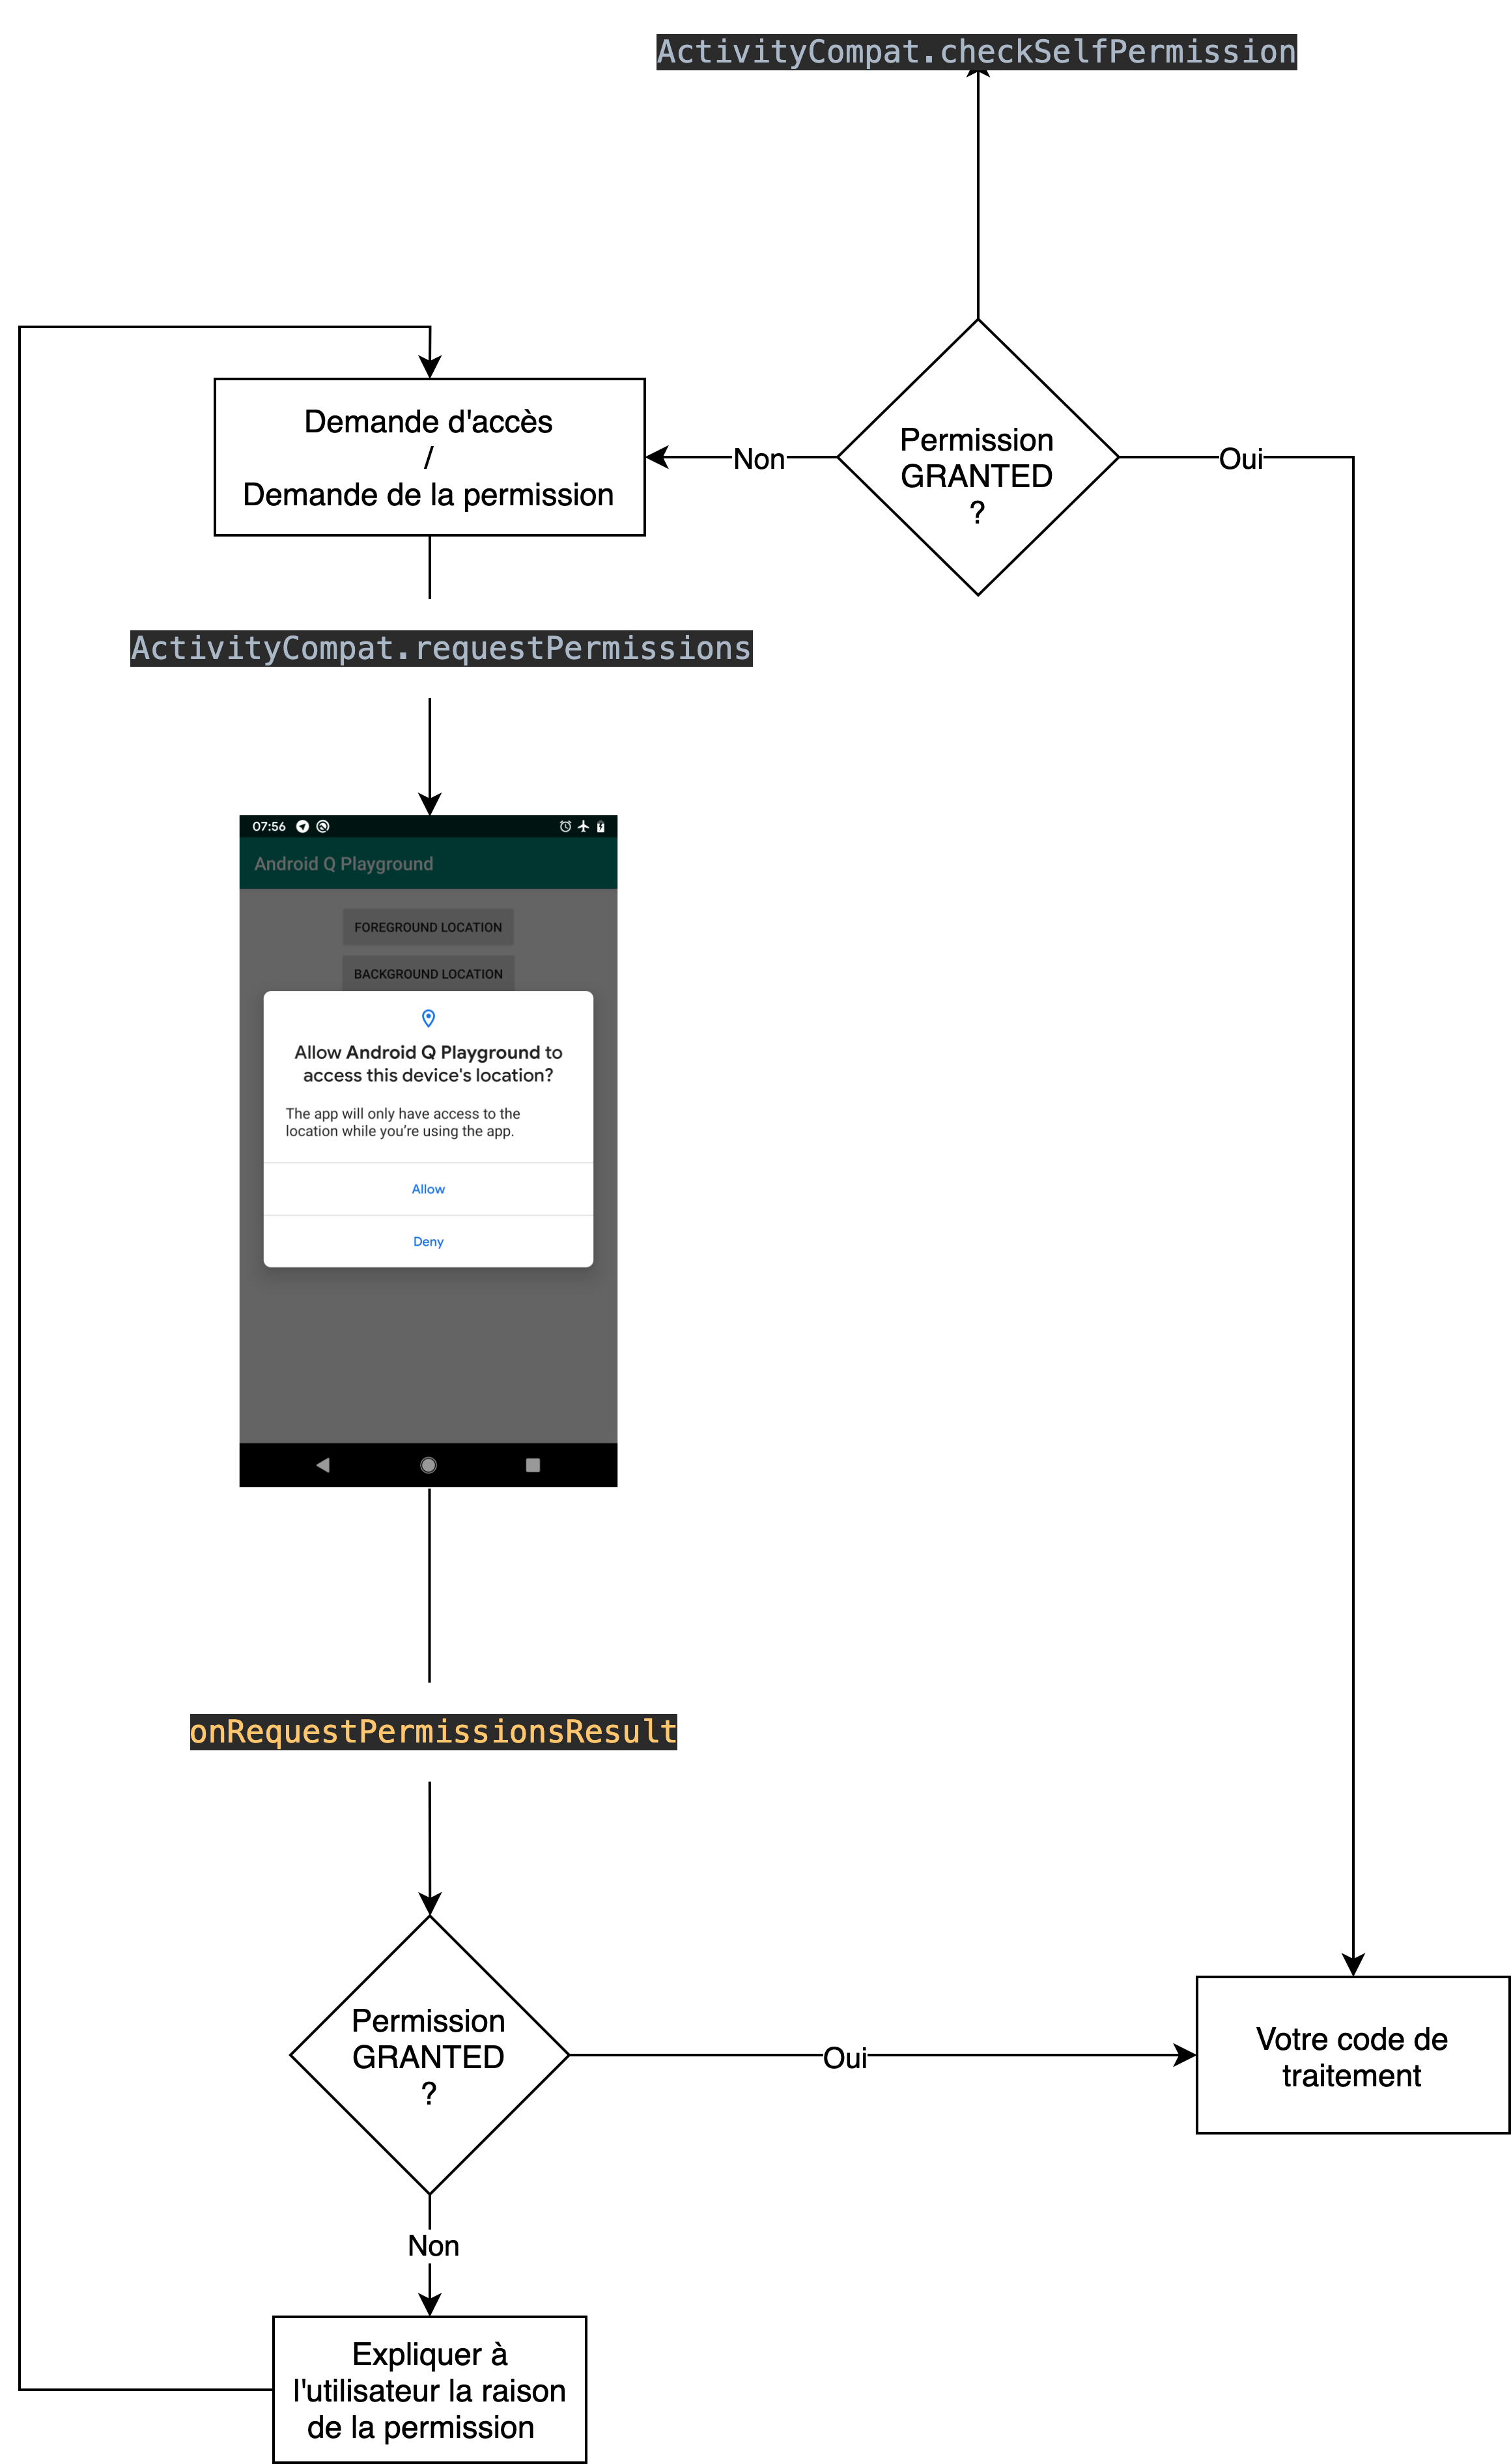 ActivityCompat.checkSelfPermission
Demande d'accès
/
Demande de la permission
Non
Permission
GRANTED
?
Oui
ActivityCompat.requestPermissions
07:56
Android Q Playground
FOREGROUND LOCATION
BACKGROUND LOCATION
Allow Android Q Playground to
access this device's location?
The app will only have access to the
location while you're using the app.
Allow
Deny
onRequestPermissionsResult
Permission
GRANTED
?
Oui
Votre code de
traitement
Non
Expliquer à
l'utilisateur la raison
de la permission